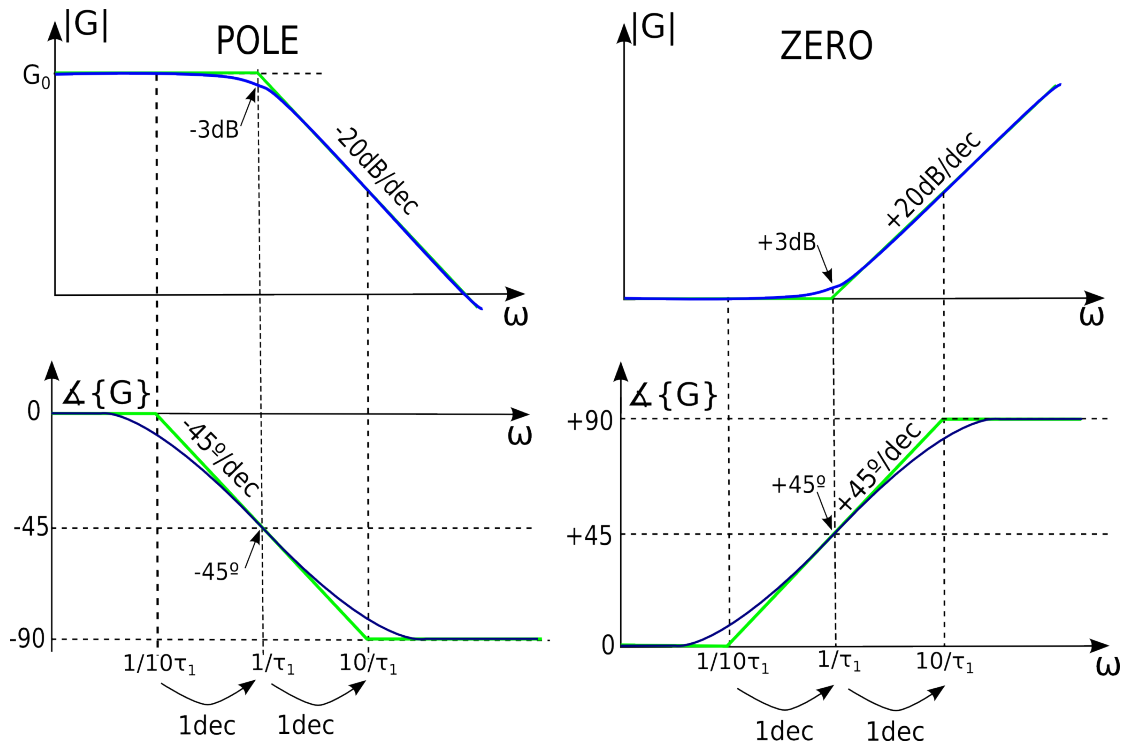 |G|
POLE
G₀
-3dB
-20dB/dec
ω
∡{G}
0
-45º/dec
ω
-45
-45º
-90
1/10τ₁
1/τ₁
10/τ₁
1dec
1dec
|G|
ZERO
+3dB
+20dB/dec
ω
∡{G}
+90
+45º/dec
+45º
+45
0
1/10τ₁
1/τ₁
10/τ₁
ω
1dec
1dec